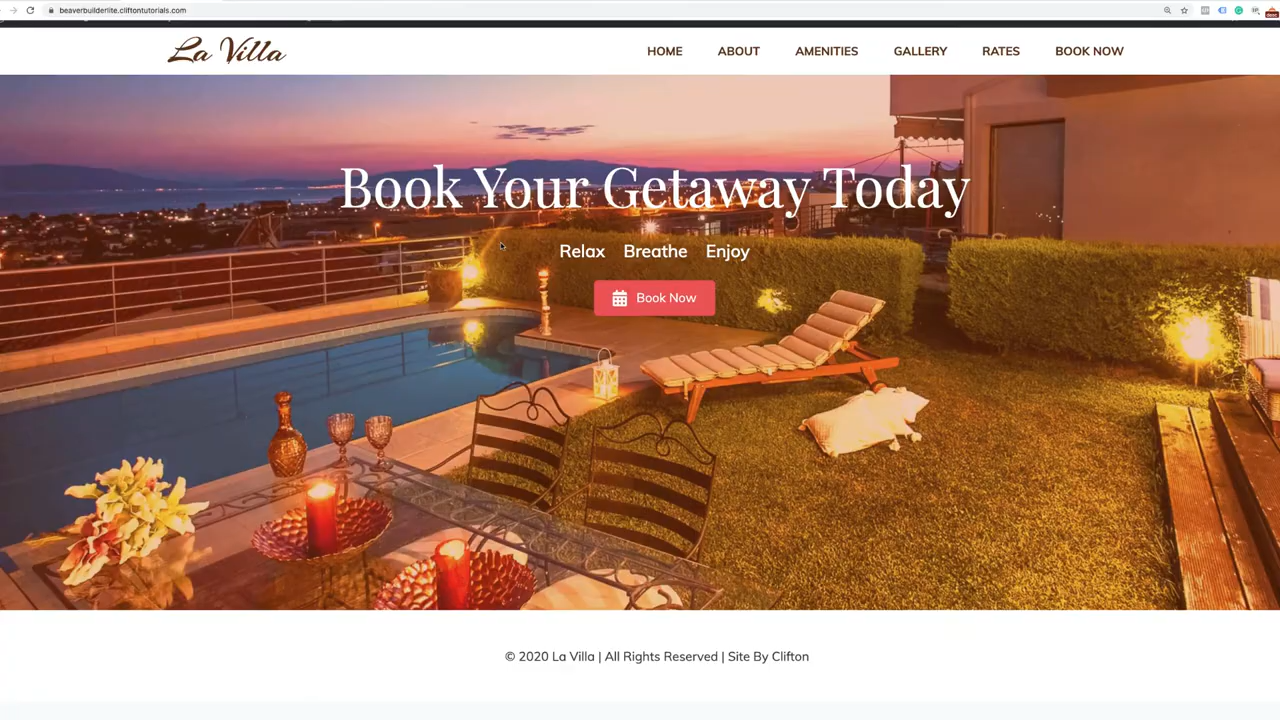 beaverbuilderlite.cliftontutorials.com
La Villa
HOME ABOUT AMENITIES GALLERY RATES BOOK NOW
Book Your Getaway Today
Relax Breathe Enjoy
Book Now
© 2020 La Villa | All Rights Reserved | Site By Clifton